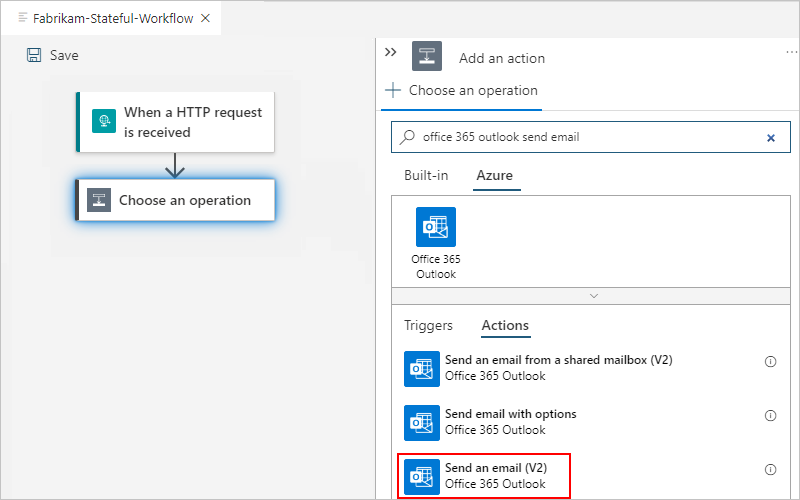 Fabrikam-Stateful-Workflow
Save
When a HTTP request
is received
Choose an operation
Add an action
Choose an operation
office 365 outlook send email
Built-in
Azure
Office 365
Outlook
Triggers
Actions
Send an email from a shared mailbox (V2)
Office 365 Outlook
Send email with options
Office 365 Outlook
Send an email (V2)
Office 365 Outlook